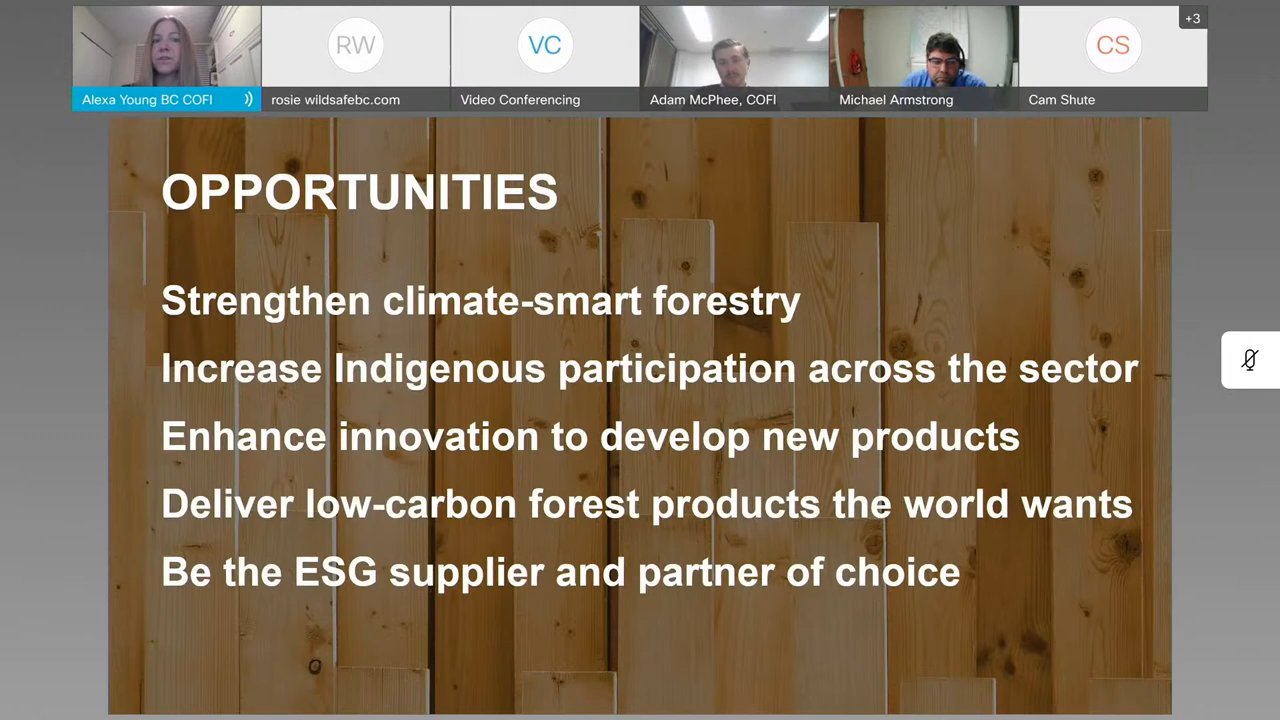 +3
RW
VC
CS
Alexa Young BC COFI
rosie wildsafebc.com
Video Conferencing
Adam McPhee, COFI
Michael Armstrong
Cam Shute
OPPORTUNITIES
Strengthen climate-smart forestry
Increase Indigenous participation across the sector
Enhance innovation to develop new products
Deliver low-carbon forest products the world wants
Be the ESG supplier and partner of choice